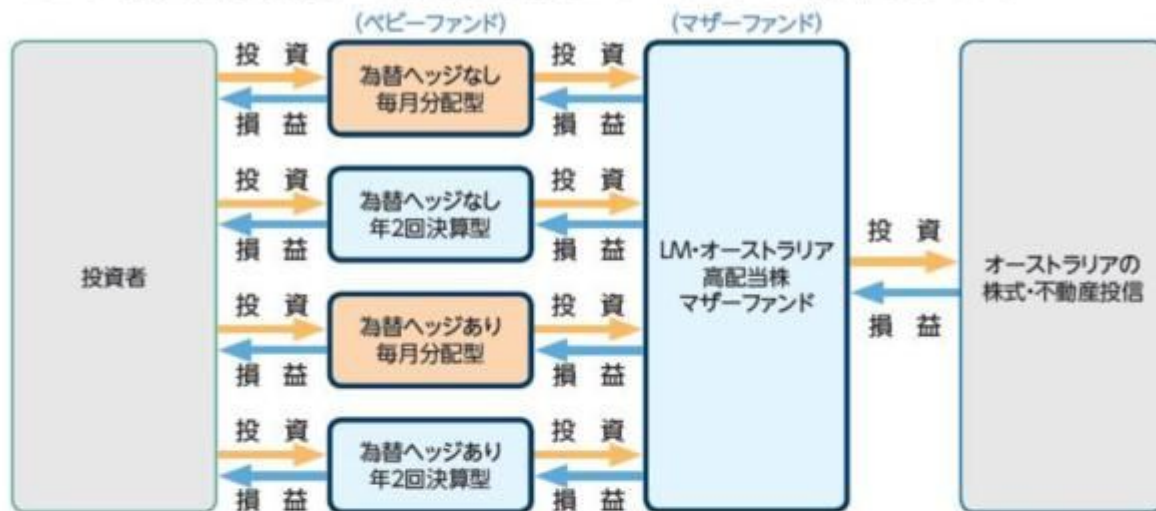 (ベビーファンド)
(マザーファンド)
投資者
投 資
損 益
為替ヘッジなし
毎月分配型
投 資
損 益
投 資
損 益
為替ヘッジなし
年2回決算型
投 資
損 益
投 資
損 益
為替ヘッジあり
毎月分配型
投 資
損 益
投 資
損 益
為替ヘッジあり
年2回決算型
投 資
損 益
LM・オーストラリア
高配当株
マザーファンド
投 資
損 益
オーストラリアの
株式・不動産投信